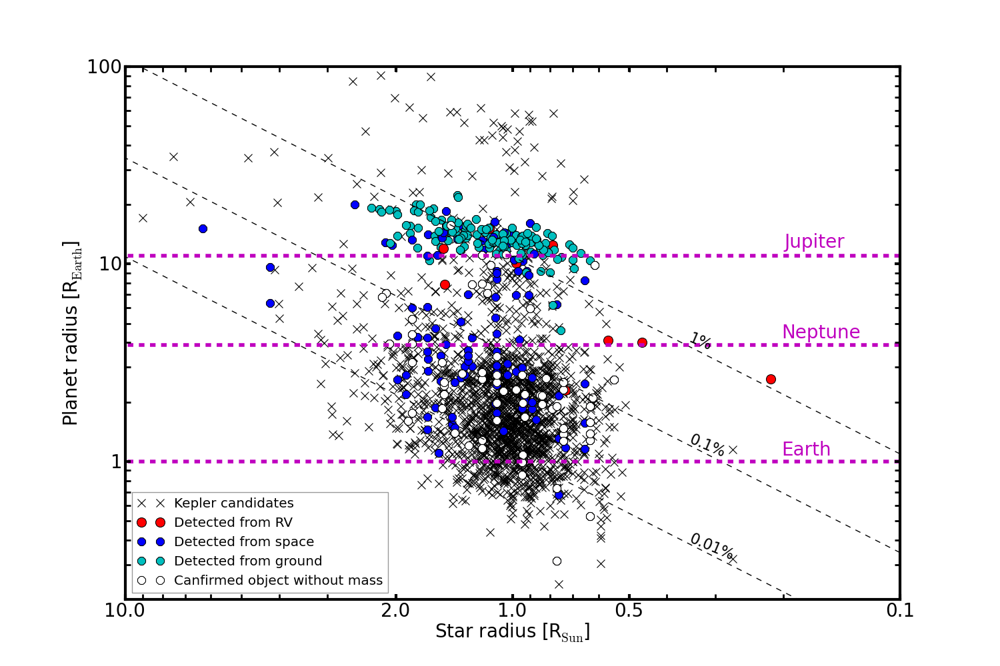 100
10
1
Planet radius [R_Earth]
Jupiter
Neptune
1%
Earth
0.1%
0.01%
Kepler candidates
Detected from RV
Detected from space
Detected from ground
Canfirmed object without mass
10.0 2.0 1.0 0.5 0.1
Star radius [R_Sun]